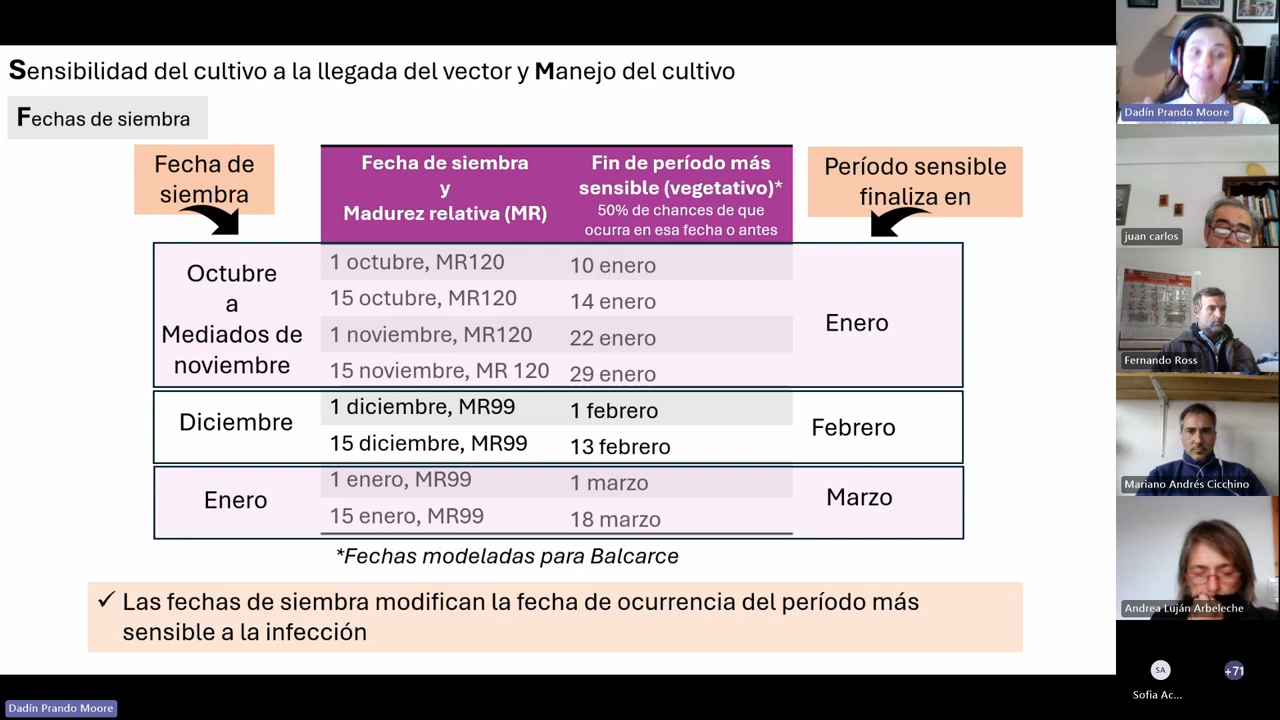 Sensibilidad del cultivo a la llegada del vector y Manejo del cultivo
Fechas de siembra
Fecha de
siembra
Fecha de siembra
y
Madurez relativa (MR)
Fin de período más
sensible (vegetativo)*
50% de chances de que
ocurra en esa fecha o antes
Período sensible
finaliza en
Octubre
a
Mediados de
noviembre
1 octubre, MR120
10 enero
15 octubre, MR120
14 enero
1 noviembre, MR120
22 enero
15 noviembre, MR 120
29 enero
Enero
Diciembre
1 diciembre, MR99
1 febrero
15 diciembre, MR99
13 febrero
Febrero
Enero
1 enero, MR99
1 marzo
15 enero, MR99
18 marzo
Marzo
*Fechas modeladas para Balcarce
✓ Las fechas de siembra modifican la fecha de ocurrencia del período más
sensible a la infección
Dadín Prando Moore
Dadín Prando Moore
juan carlos
Fernando Ross
Mariano Andrés Cicchino
Andrea Luján Arbeleche
SA
+71
Sofia Ac...